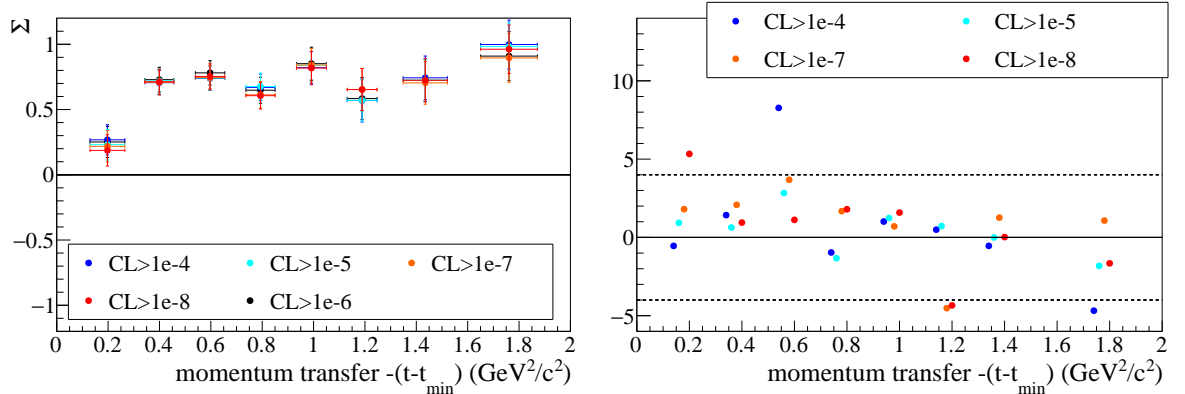 Σ
1
0.5
0
−0.5
−1
CL>1e-4
CL>1e-5
CL>1e-7
CL>1e-8
CL>1e-6
0 0.2 0.4 0.6 0.8 1 1.2 1.4 1.6 1.8 2
momentum transfer -(t-t_min) (GeV²/c²)
CL>1e-4
CL>1e-5
CL>1e-7
CL>1e-8
10
5
0
−5
0 0.2 0.4 0.6 0.8 1 1.2 1.4 1.6 1.8 2
momentum transfer -(t-t_min) (GeV²/c²)